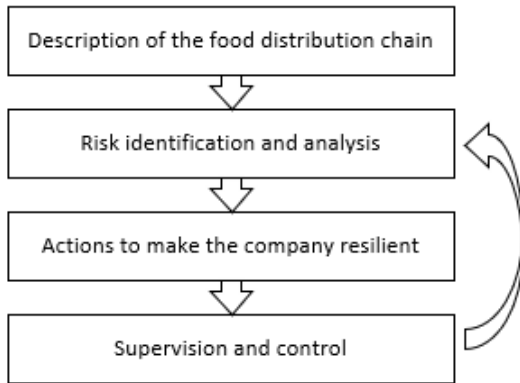 Description of the food distribution chain
Risk identification and analysis
Actions to make the company resilient
Supervision and control